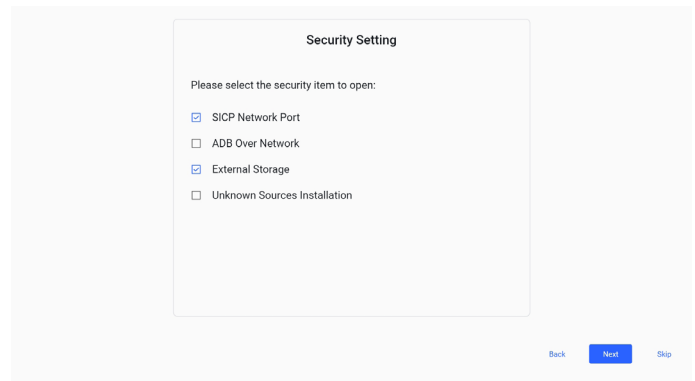 Security Setting
Please select the security item to open:
SICP Network Port
ADB Over Network
External Storage
Unknown Sources Installation
Back Next Skip